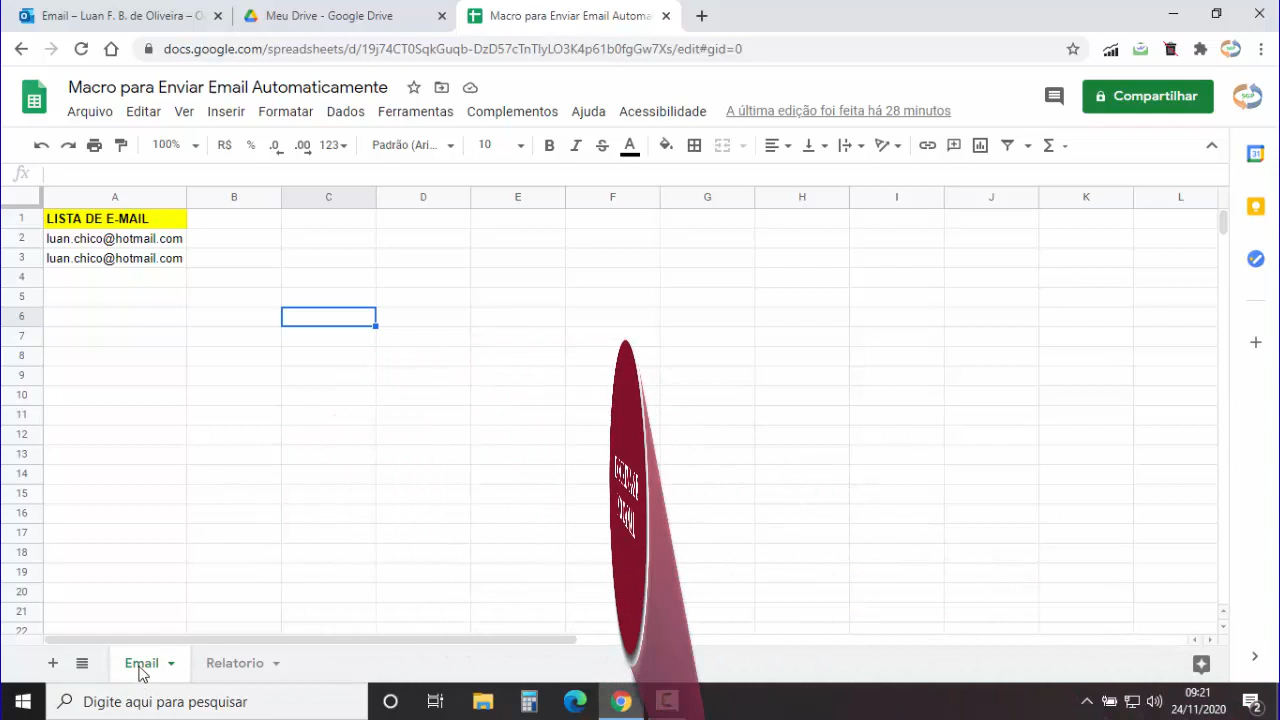 Email – Luan F. B. de Oliveira – O
Meu Drive - Google Drive
Macro para Enviar Email Automa
docs.google.com/spreadsheets/d/19j74CT0SqkGuqb-DzD57cTnTlyLO3K4p61b0fgGw7Xs/edit#gid=0
Macro para Enviar Email Automaticamente
Arquivo Editar Ver Inserir Formatar Dados Ferramentas Complementos Ajuda Acessibilidade A última edição foi feita há 28 minutos
Compartilhar
100% R$ % .0 .00 123 Padrão (Ari... 10 B I S A Σ
fx
A B C D E F G H I J K L
1 LISTA DE E-MAIL
2 luan.chico@hotmail.com
3 luan.chico@hotmail.com
4
5
6
7
8
9
10
11
12
13
14
15
16
17
18
19
20
21
22
Email Relatorio
Digite aqui para pesquisar
09:21
24/11/2020
2
31
SGP